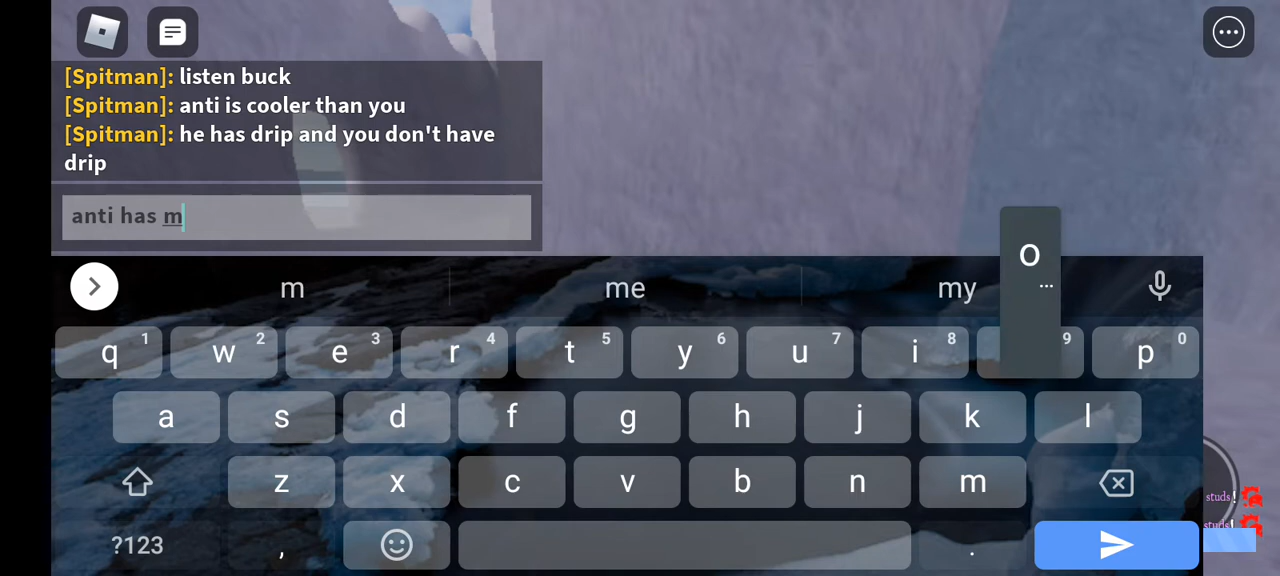 [Spitman]: listen buck
[Spitman]: anti is cooler than you
[Spitman]: he has drip and you don't have
drip
anti has m
o
m me my
q 1 w 2 e 3 r 4 t 5 y 6 u 7 i 8 9 p 0
a s d f g h j k l
z x c v b n m
studs!
studs!
?123 , .